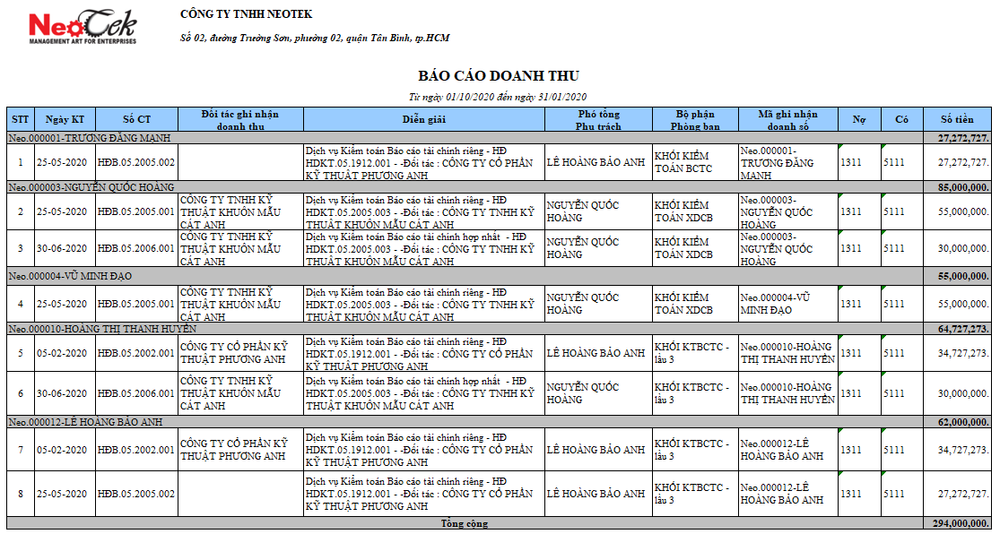 NeoTek
MANAGEMENT ART FOR ENTERPRISES
CÔNG TY TNHH NEOTEK
Số 02, đường Trường Sơn, phường 02, quận Tân Bình, tp.HCM
BÁO CÁO DOANH THU
Từ ngày 01/10/2020 đến ngày 31/01/2020
STT Ngày KT Số CT Đối tác ghi nhận doanh thu Diễn giải Phó tổng Phụ trách Bộ phận Phòng ban Mã ghi nhận doanh số Nợ Có Số tiền
Neo.000001-TRƯƠNG ĐĂNG MẠNH 27,272,727.
1 25-05-2020 HĐB.05.2005.002 Dịch vụ Kiểm toán Báo cáo tài chính riêng - HĐ HDKT.05.1912.001 - -Đối tác : CÔNG TY CỔ PHẦN KỸ THUẬT PHƯƠNG ANH LÊ HOÀNG BẢO ANH KHỐI KIỂM TOÁN BCTC Neo.000001-TRƯƠNG ĐĂNG MẠNH 1311 5111 27,272,727.
Neo.000003-NGUYỄN QUỐC HOÀNG 85,000,000.
2 25-05-2020 HĐB.05.2005.001 CÔNG TY TNHH KỸ THUẬT KHUÔN MẪU CÁT ANH Dịch vụ Kiểm toán Báo cáo tài chính riêng - HĐ HDKT.05.2005.003 - -Đối tác : CÔNG TY TNHH KỸ THUẬT KHUÔN MẪU CÁT ANH NGUYỄN QUỐC HOÀNG KHỐI KIỂM TOÁN XDCB Neo.000003-NGUYỄN QUỐC HOÀNG 1311 5111 55,000,000.
3 30-06-2020 HĐB.05.2006.001 CÔNG TY TNHH KỸ THUẬT KHUÔN MẪU CÁT ANH Dịch vụ Kiểm toán Báo cáo tài chính hợp nhất - HĐ HDKT.05.2005.003 - -Đối tác : CÔNG TY TNHH KỸ THUẬT KHUÔN MẪU CÁT ANH NGUYỄN QUỐC HOÀNG KHỐI KIỂM TOÁN XDCB Neo.000003-NGUYỄN QUỐC HOÀNG 1311 5111 30,000,000.
Neo.000004-VŨ MINH ĐẠO 55,000,000.
4 25-05-2020 HĐB.05.2005.001 CÔNG TY TNHH KỸ THUẬT KHUÔN MẪU CÁT ANH Dịch vụ Kiểm toán Báo cáo tài chính riêng - HĐ HDKT.05.2005.003 - -Đối tác : CÔNG TY TNHH KỸ THUẬT KHUÔN MẪU CÁT ANH NGUYỄN QUỐC HOÀNG KHỐI KIỂM TOÁN XDCB Neo.000004-VŨ MINH ĐẠO 1311 5111 55,000,000.
Neo.000010-HOÀNG THỊ THANH HUYỀN 64,727,273.
5 05-02-2020 HĐB.05.2002.001 CÔNG TY CỔ PHẦN KỸ THUẬT PHƯƠNG ANH Dịch vụ Kiểm toán Báo cáo tài chính riêng - HĐ HDKT.05.1912.001 - -Đối tác : CÔNG TY CỔ PHẦN KỸ THUẬT PHƯƠNG ANH LÊ HOÀNG BẢO ANH KHỐI KTBCTC - lầu 3 Neo.000010-HOÀNG THỊ THANH HUYỀN 1311 5111 34,727,273.
6 30-06-2020 HĐB.05.2006.001 CÔNG TY TNHH KỸ THUẬT KHUÔN MẪU CÁT ANH Dịch vụ Kiểm toán Báo cáo tài chính hợp nhất - HĐ HDKT.05.2005.003 - -Đối tác : CÔNG TY TNHH KỸ THUẬT KHUÔN MẪU CÁT ANH NGUYỄN QUỐC HOÀNG KHỐI KTBCTC - lầu 3 Neo.000010-HOÀNG THỊ THANH HUYỀN 1311 5111 30,000,000.
Neo.000012-LÊ HOÀNG BẢO ANH 62,000,000.
7 05-02-2020 HĐB.05.2002.001 CÔNG TY CỔ PHẦN KỸ THUẬT PHƯƠNG ANH Dịch vụ Kiểm toán Báo cáo tài chính riêng - HĐ HDKT.05.1912.001 - -Đối tác : CÔNG TY CỔ PHẦN KỸ THUẬT PHƯƠNG ANH LÊ HOÀNG BẢO ANH KHỐI KTBCTC - lầu 3 Neo.000012-LÊ HOÀNG BẢO ANH 1311 5111 34,727,273.
8 25-05-2020 HĐB.05.2005.002 Dịch vụ Kiểm toán Báo cáo tài chính riêng - HĐ HDKT.05.1912.001 - -Đối tác : CÔNG TY CỔ PHẦN KỸ THUẬT PHƯƠNG ANH LÊ HOÀNG BẢO ANH KHỐI KTBCTC - lầu 3 Neo.000012-LÊ HOÀNG BẢO ANH 1311 5111 27,272,727.
Tổng cộng 294,000,000.